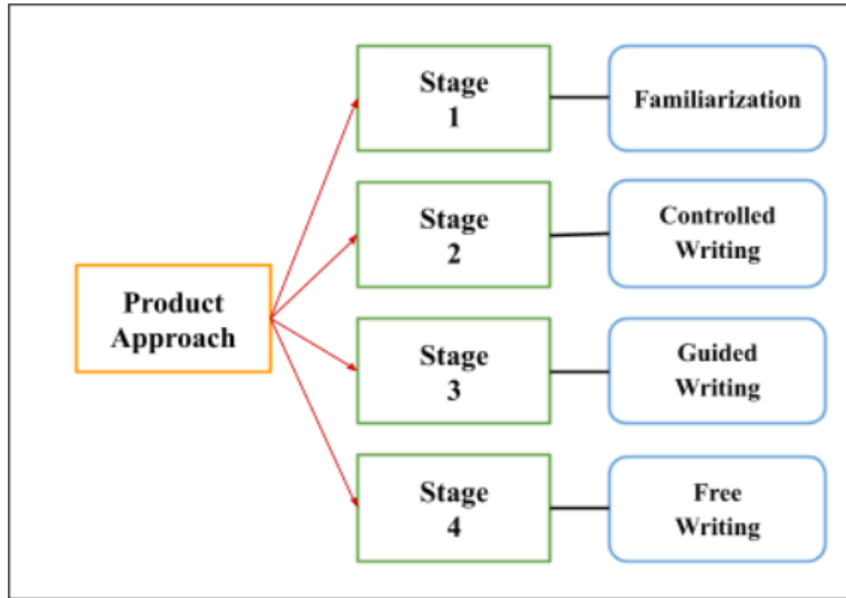 Product
Approach
Stage
1
Familiarization
Stage
2
Controlled
Writing
Stage
3
Guided
Writing
Stage
4
Free
Writing